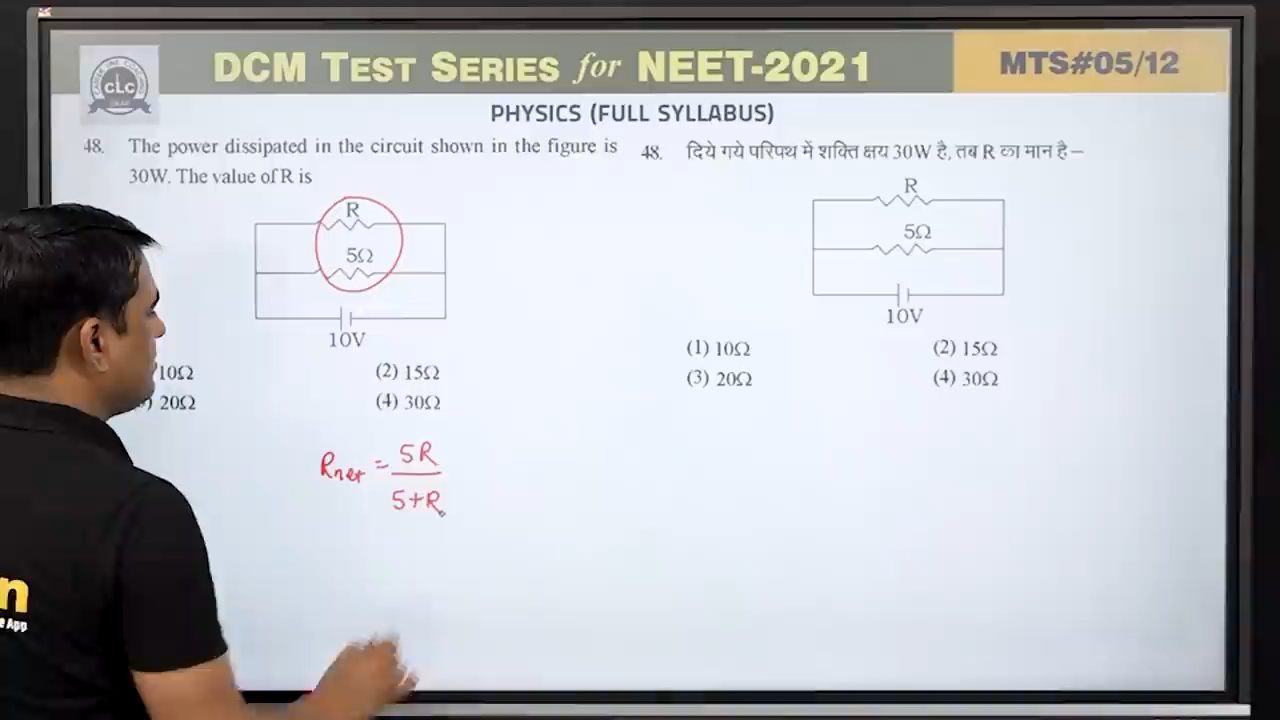 DCM TEST SERIES for NEET-2021
MTS#05/12
CLC
PHYSICS (FULL SYLLABUS)
48. The power dissipated in the circuit shown in the figure is
30W. The value of R is
R
5Ω
10V
10Ω
(2) 15Ω
) 20Ω
(4) 30Ω
Rnet = 5R
5+R
48. दिये गये परिपथ में शक्ति क्षय 30W है, तब R का मान है –
R
5Ω
10V
(1) 10Ω
(2) 15Ω
(3) 20Ω
(4) 30Ω
n
e App